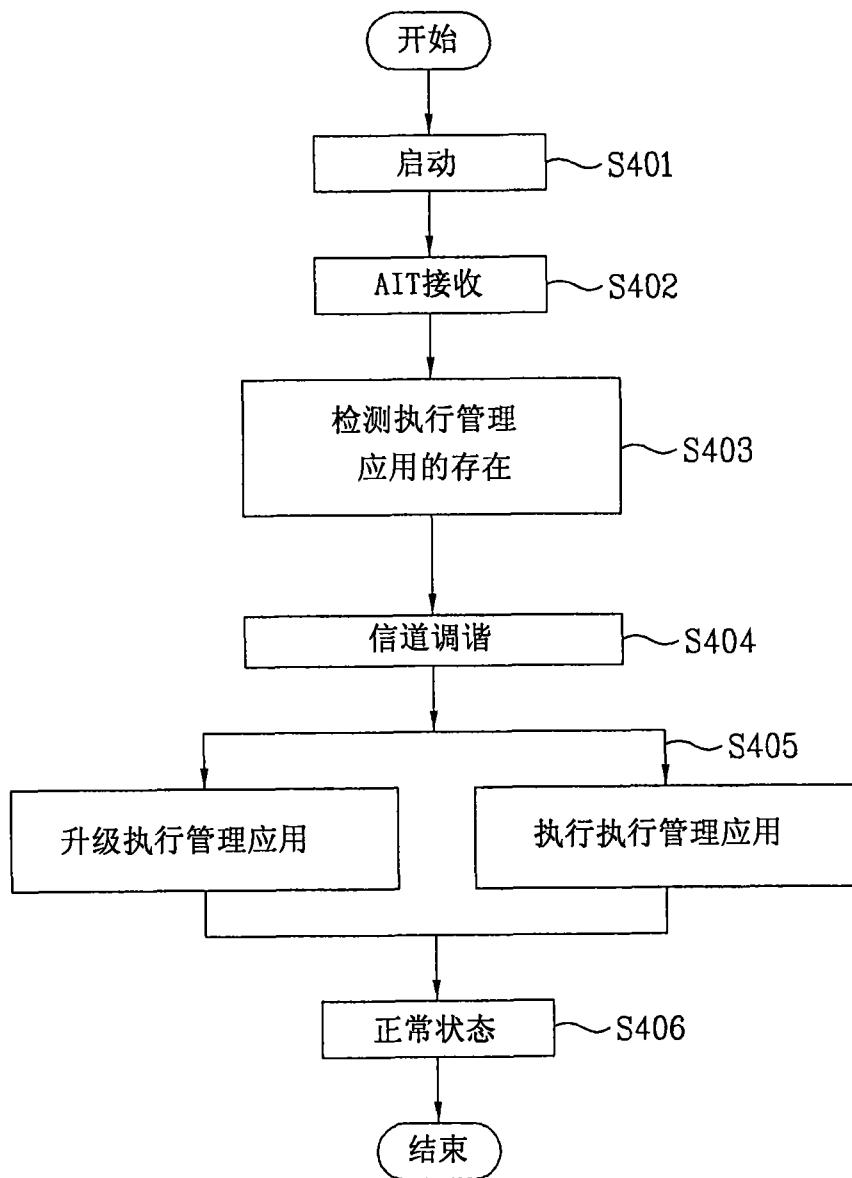 开始
启动
S401
AIT接收
S402
检测执行管理
应用的存在
S403
信道调谐
S404
S405
升级执行管理应用
执行执行管理应用
正常状态
S406
结束